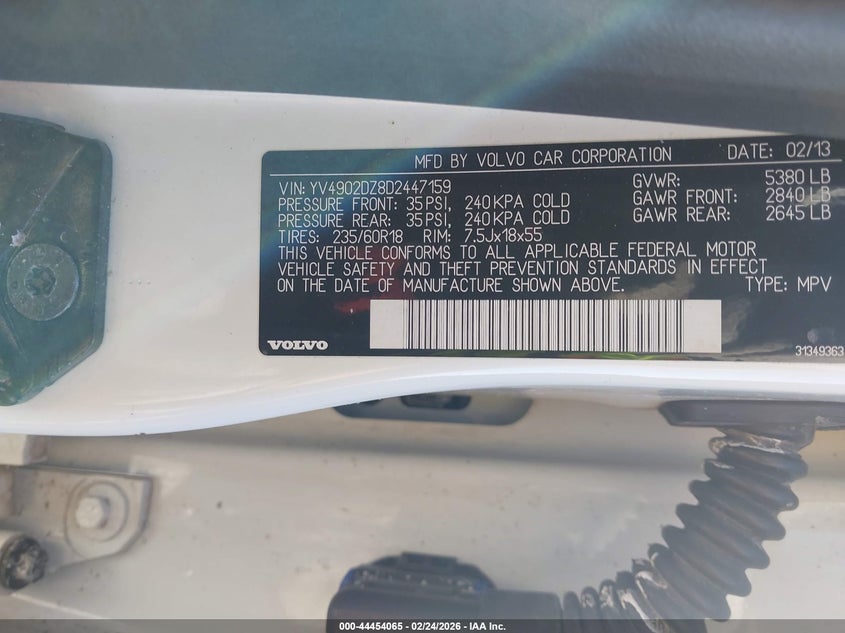 MFD BY VOLVO CAR CORPORATION DATE: 02/13
VIN: YV4902DZ8D2447159 GVWR: 5380 LB
PRESSURE FRONT: 35 PSI, 240 KPA COLD GAWR FRONT: 2840 LB
PRESSURE REAR: 35 PSI, 240 KPA COLD GAWR REAR: 2645 LB
TIRES: 235/60R18 RIM: 7.5Jx18x55
THIS VEHICLE CONFORMS TO ALL APPLICABLE FEDERAL MOTOR
VEHICLE SAFETY AND THEFT PREVENTION STANDARDS IN EFFECT
ON THE DATE OF MANUFACTURE SHOWN ABOVE. TYPE: MPV
VOLVO 31349363
000-44454065 - 02/24/2026 - IAA Inc.